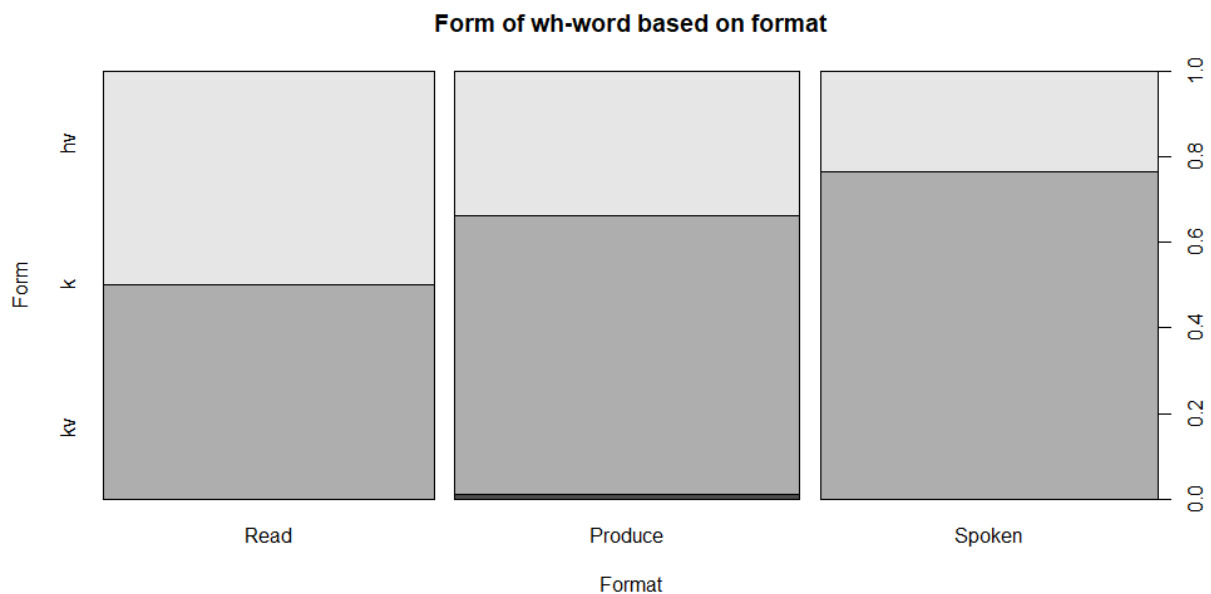 Form of wh-word based on format
Form
hv
k
kv
1.0
0.8
0.6
0.4
0.2
0.0
Read Produce Spoken
Format